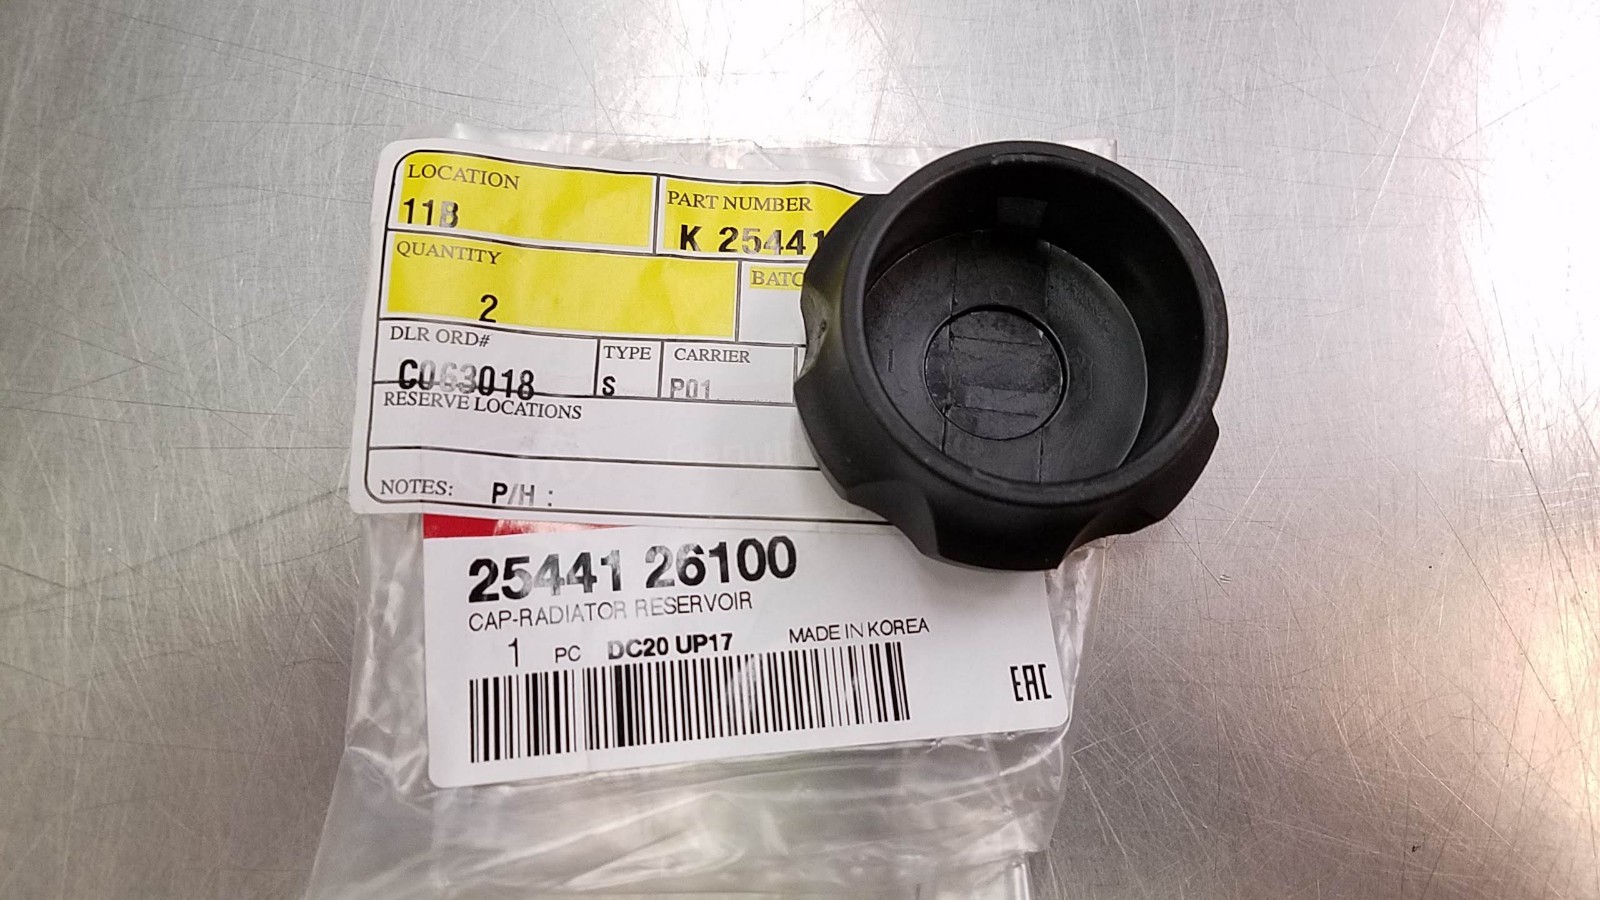 LOCATION
11B
PART NUMBER
K 25441
QUANTITY
2
DLR ORD#
C063018
TYPE
S
CARRIER
P01
RESERVE LOCATIONS
NOTES: P/H :
25441 26100
CAP-RADIATOR RESERVOIR
1 PC DC20 UP17 MADE IN KOREA
EAC